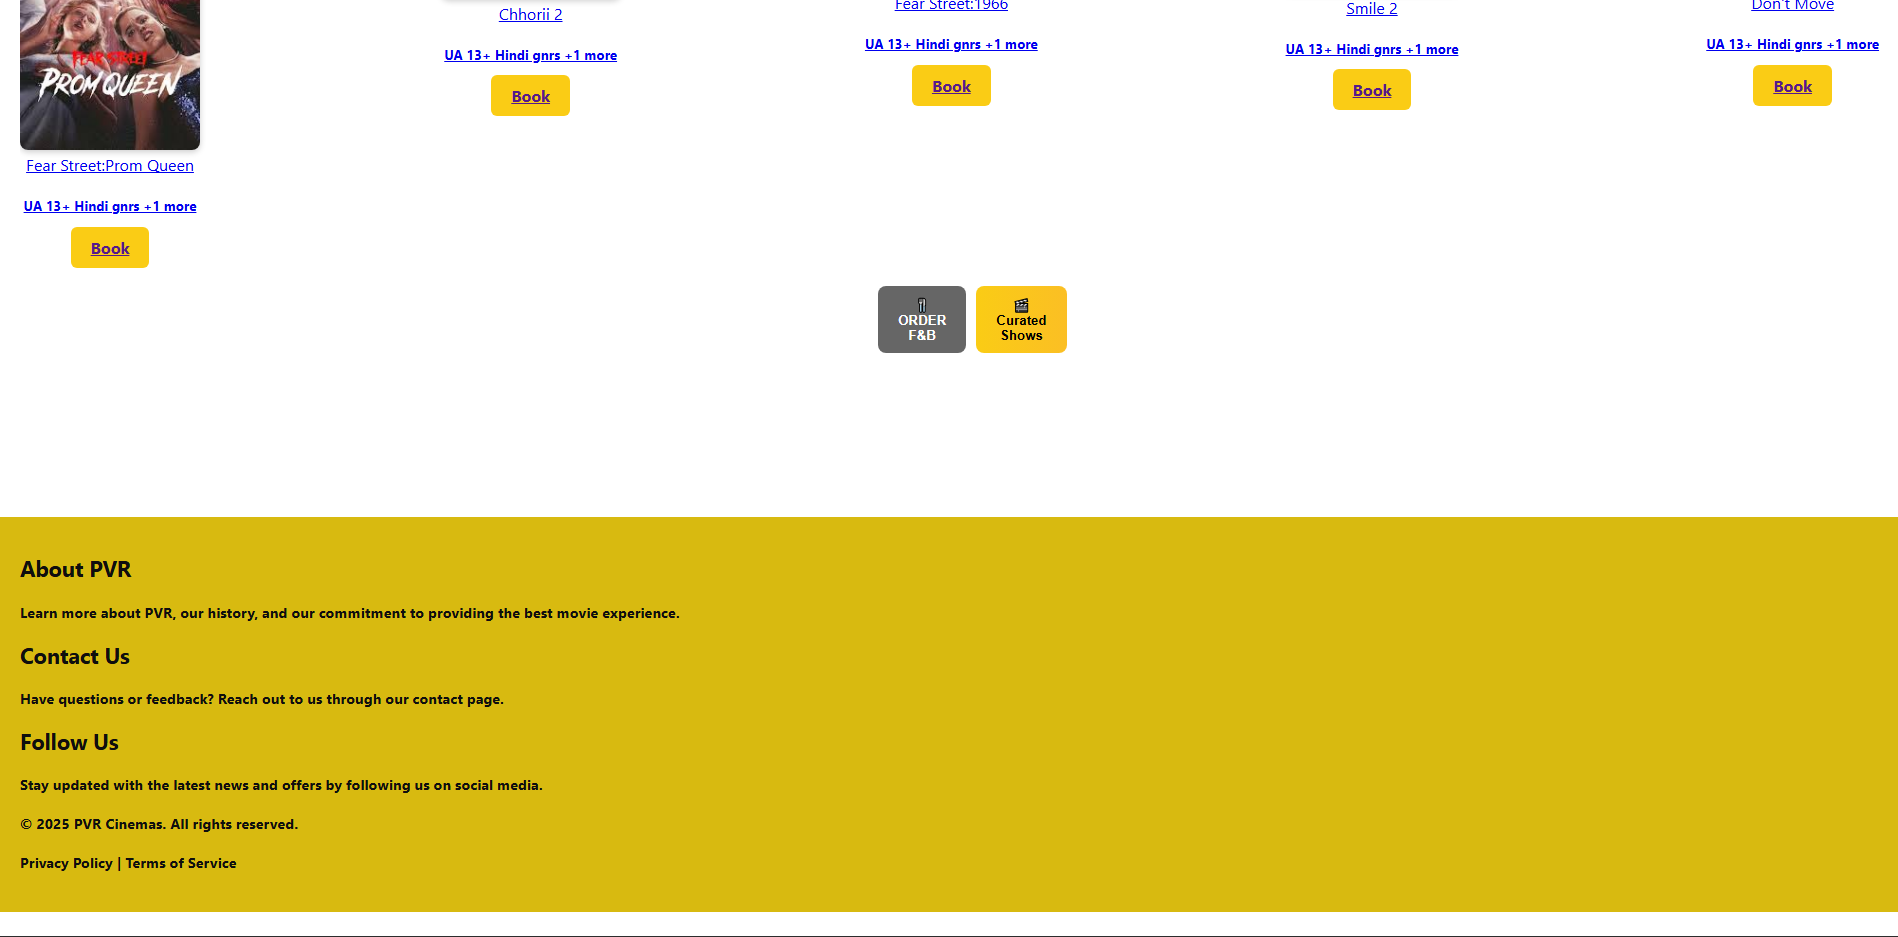 FEAR STREET
PROM QUEEN
Fear Street:Prom Queen
UA 13+ Hindi gnrs +1 more
Book
Chhorii 2
UA 13+ Hindi gnrs +1 more
Book
Fear Street:1966
UA 13+ Hindi gnrs +1 more
Book
Smile 2
UA 13+ Hindi gnrs +1 more
Book
Don't Move
UA 13+ Hindi gnrs +1 more
Book
ORDER
F&B
Curated
Shows
About PVR
Learn more about PVR, our history, and our commitment to providing the best movie experience.
Contact Us
Have questions or feedback? Reach out to us through our contact page.
Follow Us
Stay updated with the latest news and offers by following us on social media.
© 2025 PVR Cinemas. All rights reserved.
Privacy Policy | Terms of Service